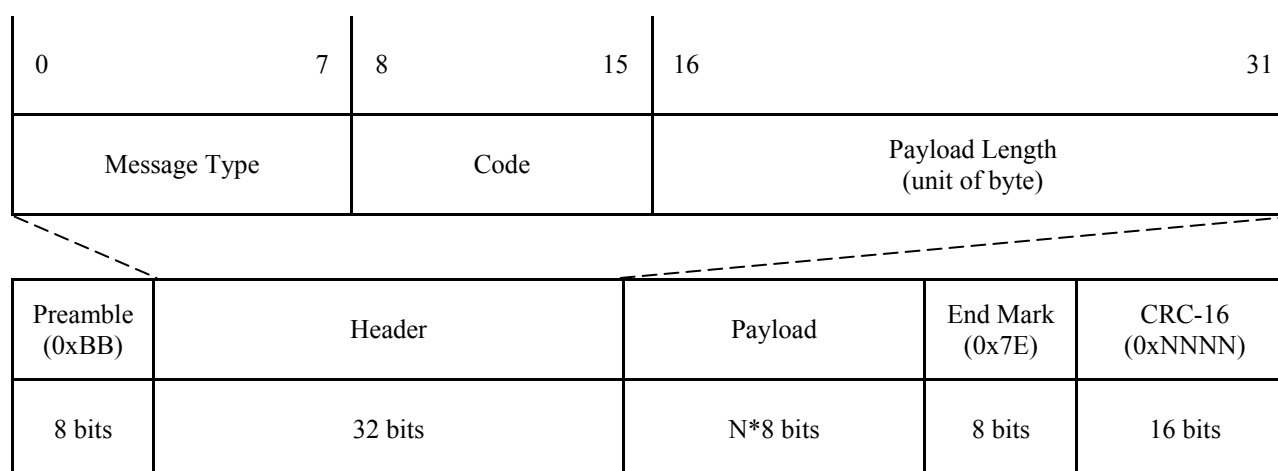 0 7 8 15 16 31
Message Type Code Payload Length
(unit of byte)
Preamble
(0xBB) Header Payload End Mark
(0x7E) CRC-16
(0xNNNN)
8 bits 32 bits N*8 bits 8 bits 16 bits